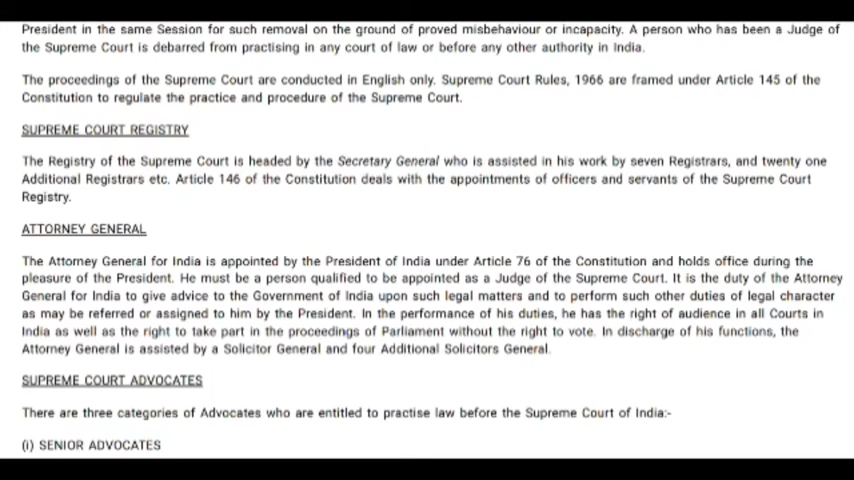 President in the same Session for such removal on the ground of proved misbehaviour or incapacity. A person who has been a Judge of
the Supreme Court is debarred from practising in any court of law or before any other authority in India.
The proceedings of the Supreme Court are conducted in English only. Supreme Court Rules, 1966 are framed under Article 145 of the
Constitution to regulate the practice and procedure of the Supreme Court.
SUPREME COURT REGISTRY
The Registry of the Supreme Court is headed by the Secretary General who is assisted in his work by seven Registrars, and twenty one
Additional Registrars etc. Article 146 of the Constitution deals with the appointments of officers and servants of the Supreme Court
Registry.
ATTORNEY GENERAL
The Attorney General for India is appointed by the President of India under Article 76 of the Constitution and holds office during the
pleasure of the President. He must be a person qualified to be appointed as a Judge of the Supreme Court. It is the duty of the Attorney
General for India to give advice to the Government of India upon such legal matters and to perform such other duties of legal character
as may be referred or assigned to him by the President. In the performance of his duties, he has the right of audience in all Courts in
India as well as the right to take part in the proceedings of Parliament without the right to vote. In discharge of his functions, the
Attorney General is assisted by a Solicitor General and four Additional Solicitors General.
SUPREME COURT ADVOCATES
There are three categories of Advocates who are entitled to practise law before the Supreme Court of India:-
(i) SENIOR ADVOCATES